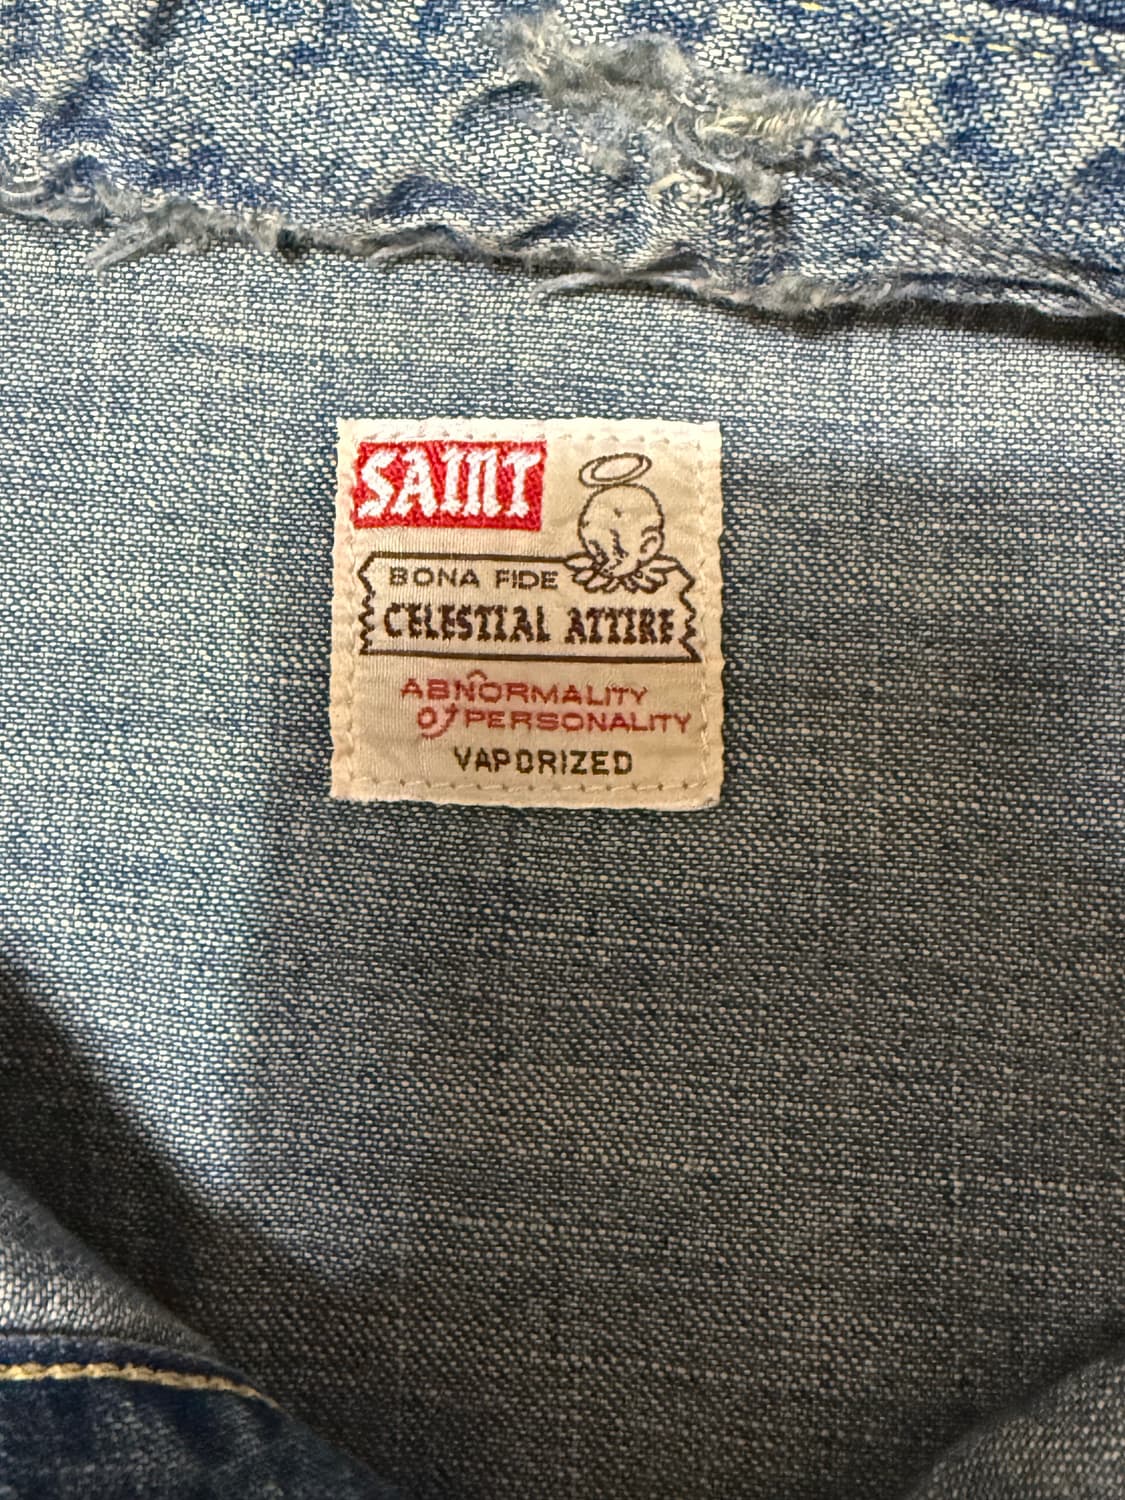 SAINT
BONA FIDE
CELESTIAL ATTIRE
ABNORMALITY
of PERSONALITY
VAPORIZED